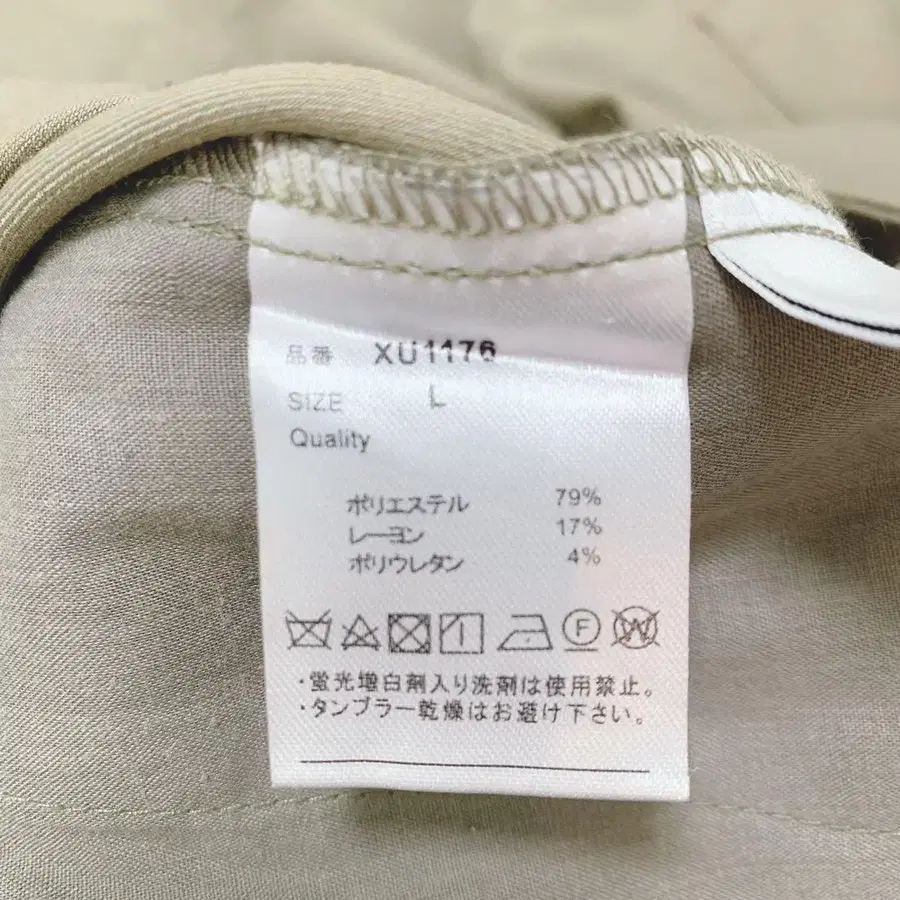 品番 XU1176
SIZE L
Quality
ポリエステル 79%
レーヨン 17%
ポリウレタン 4%
F W
・蛍光増白剤入り洗剤は使用禁止。
・タンブラー乾燥はお避け下さい。